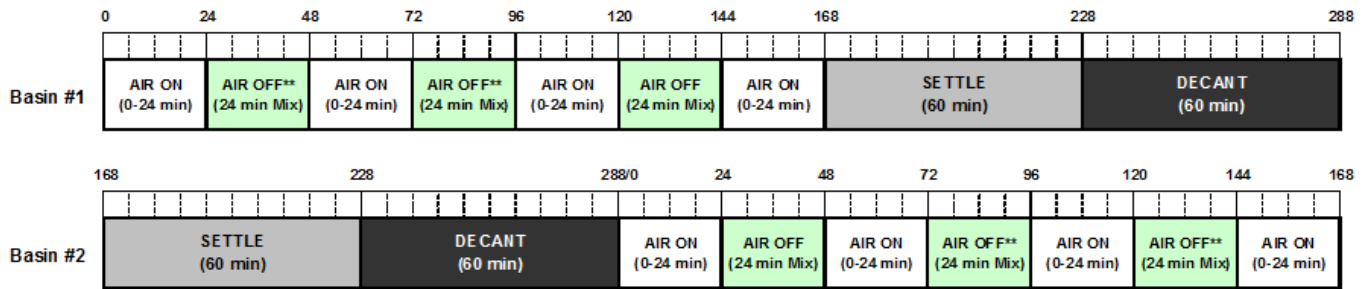 0 24 48 72 96 120 144 168 228 288
Basin #1
AIR ON AIR OFF** AIR ON AIR OFF** AIR ON AIR OFF AIR ON SETTLE DECANT
(0-24 min) (24 min Mix) (0-24 min) (24 min Mix) (0-24 min) (24 min Mix) (0-24 min) (60 min) (60 min)
168 228 288/0 24 48 72 96 120 144 168
Basin #2
SETTLE DECANT AIR ON AIR OFF AIR ON AIR OFF** AIR ON AIR OFF** AIR ON
(60 min) (60 min) (0-24 min) (24 min Mix) (0-24 min) (24 min Mix) (0-24 min) (24 min Mix) (0-24 min)